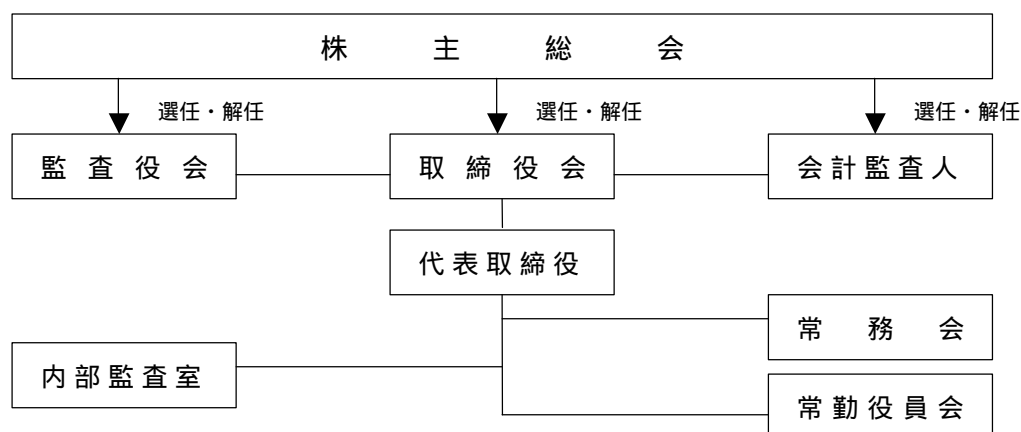 株主総会
選任・解任 選任・解任 選任・解任
監査役会 取締役会 会計監査人
代表取締役
常務会
内部監査室
常勤役員会